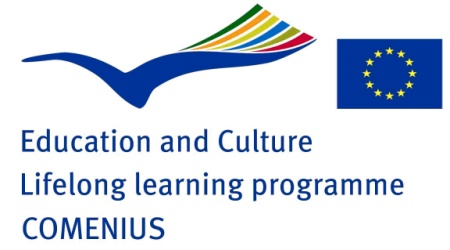 Education and Culture
Lifelong learning programme
COMENIUS